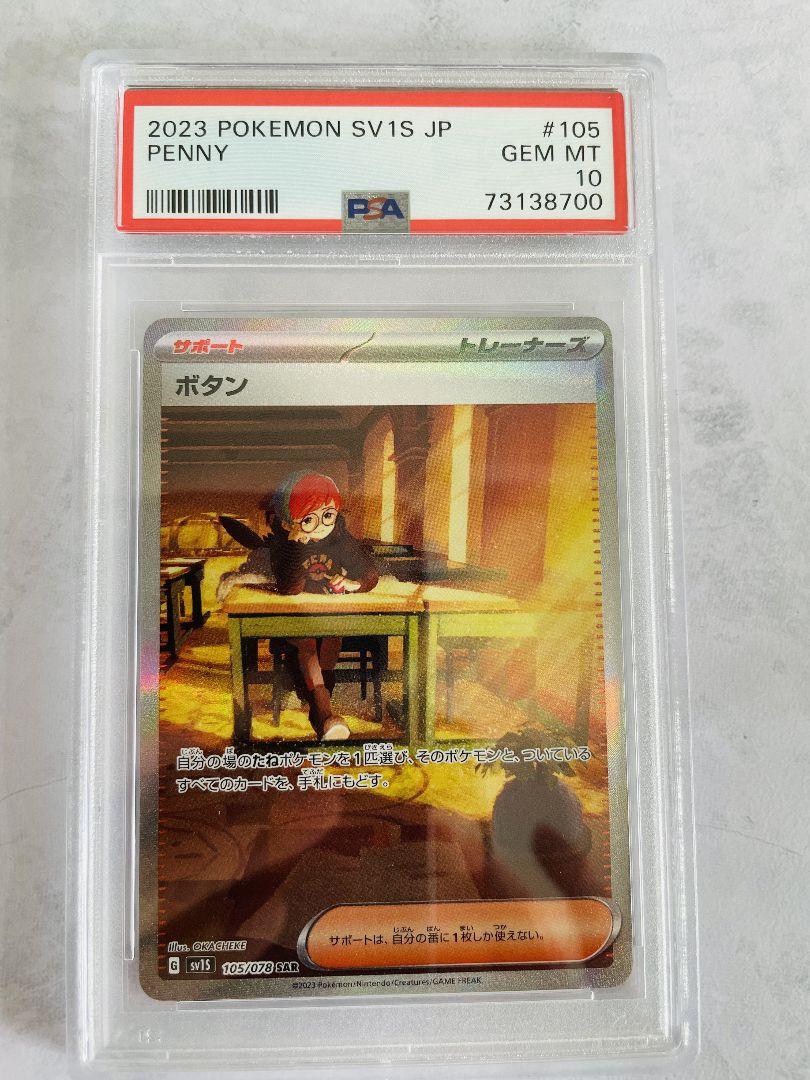 2023 POKEMON SV1S JP #105
PENNY GEM MT
10
PSA 73138700
サポート トレーナーズ
ボタン
自分の場のたねポケモンを1匹選び、そのポケモンと、ついている
すべてのカードを、手札にもどす。
サポートは、自分の番に1枚しか使えない。
Illus. OKACHEKE
G sv1S 105/078 SAR
©2023 Pokémon/Nintendo/Creatures/GAME FREAK